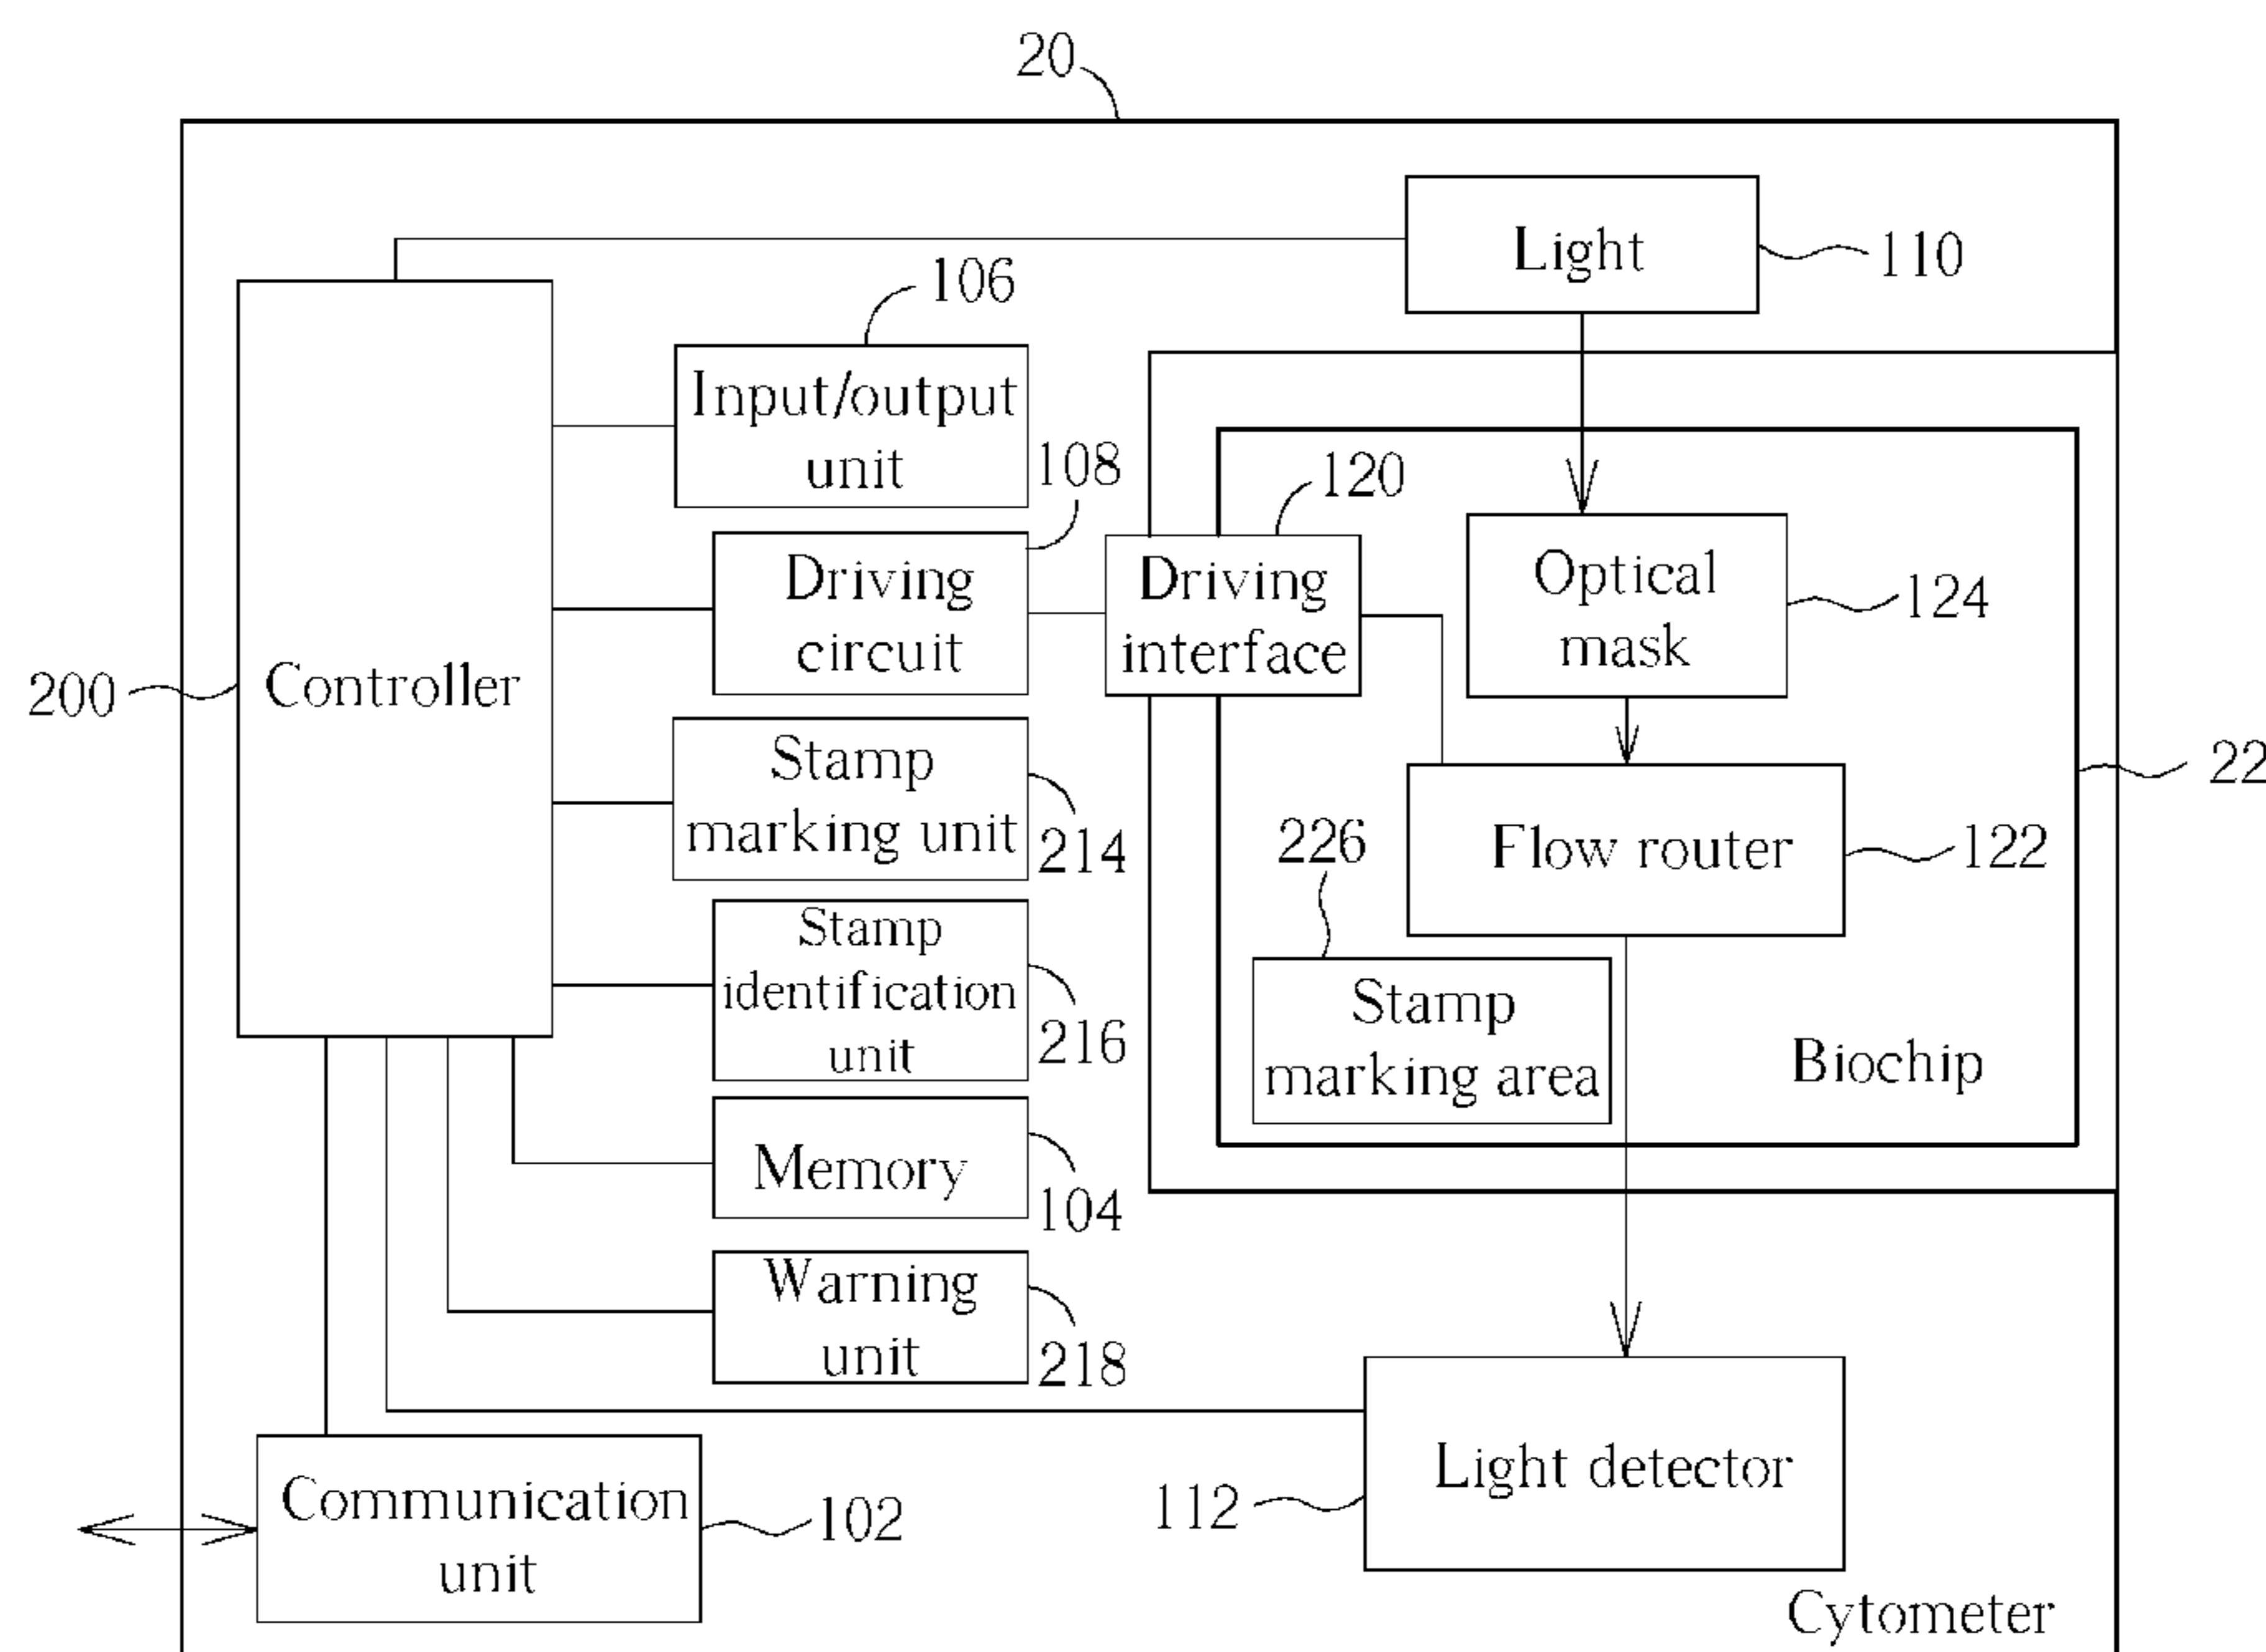 20
Light
110
106
Input/output
unit
108
120
Driving
circuit
Driving
interface
Optical
mask
124
Controller
200
Stamp
marking unit
214
22
Flow router
122
226
Stamp
identification
unit
216
Stamp
marking area
Biochip
Memory
104
Warning
unit
218
Light detector
112
Communication
unit
102
Cytometer